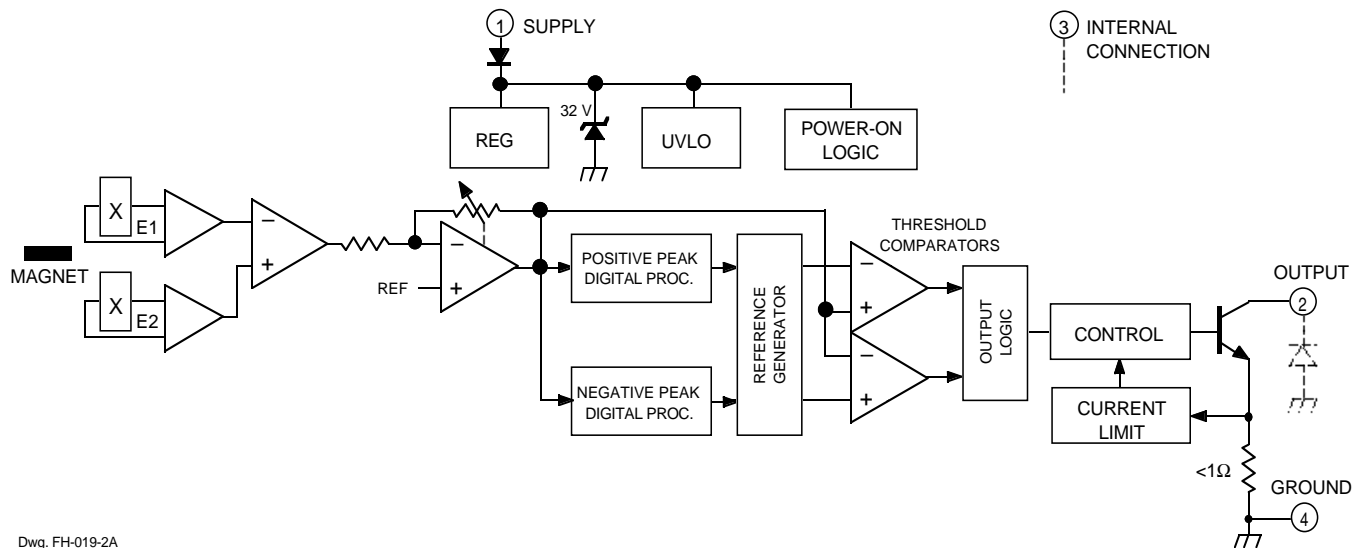 1 SUPPLY
3 INTERNAL
CONNECTION
32 V
REG
UVLO
POWER-ON
LOGIC
X
E1
MAGNET
X
E2
−
+
REF
−
+
POSITIVE PEAK
DIGITAL PROC.
NEGATIVE PEAK
DIGITAL PROC.
REFERENCE
GENERATOR
THRESHOLD
COMPARATORS
−
+
−
+
OUTPUT
LOGIC
CONTROL
CURRENT
LIMIT
OUTPUT
2
<1Ω
GROUND
4
Dwg. FH-019-2A